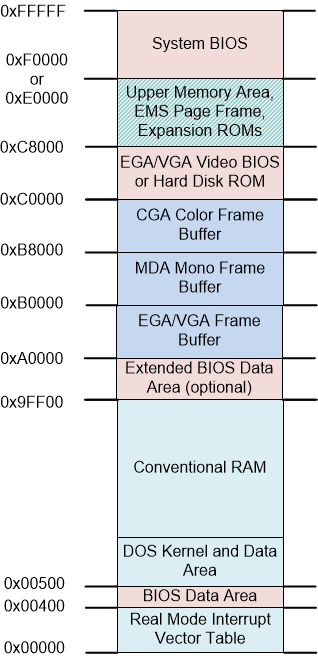 0xFFFFF
System BIOS
0xF0000
or
0xE0000
Upper Memory Area,
EMS Page Frame,
Expansion ROMs
0xC8000
EGA/VGA Video BIOS
or Hard Disk ROM
0xC0000
CGA Color Frame
Buffer
0xB8000
MDA Mono Frame
Buffer
0xB0000
EGA/VGA Frame
Buffer
0xA0000
Extended BIOS Data
Area (optional)
0x9FF00
Conventional RAM
DOS Kernel and Data
Area
0x00500
BIOS Data Area
0x00400
Real Mode Interrupt
Vector Table
0x00000